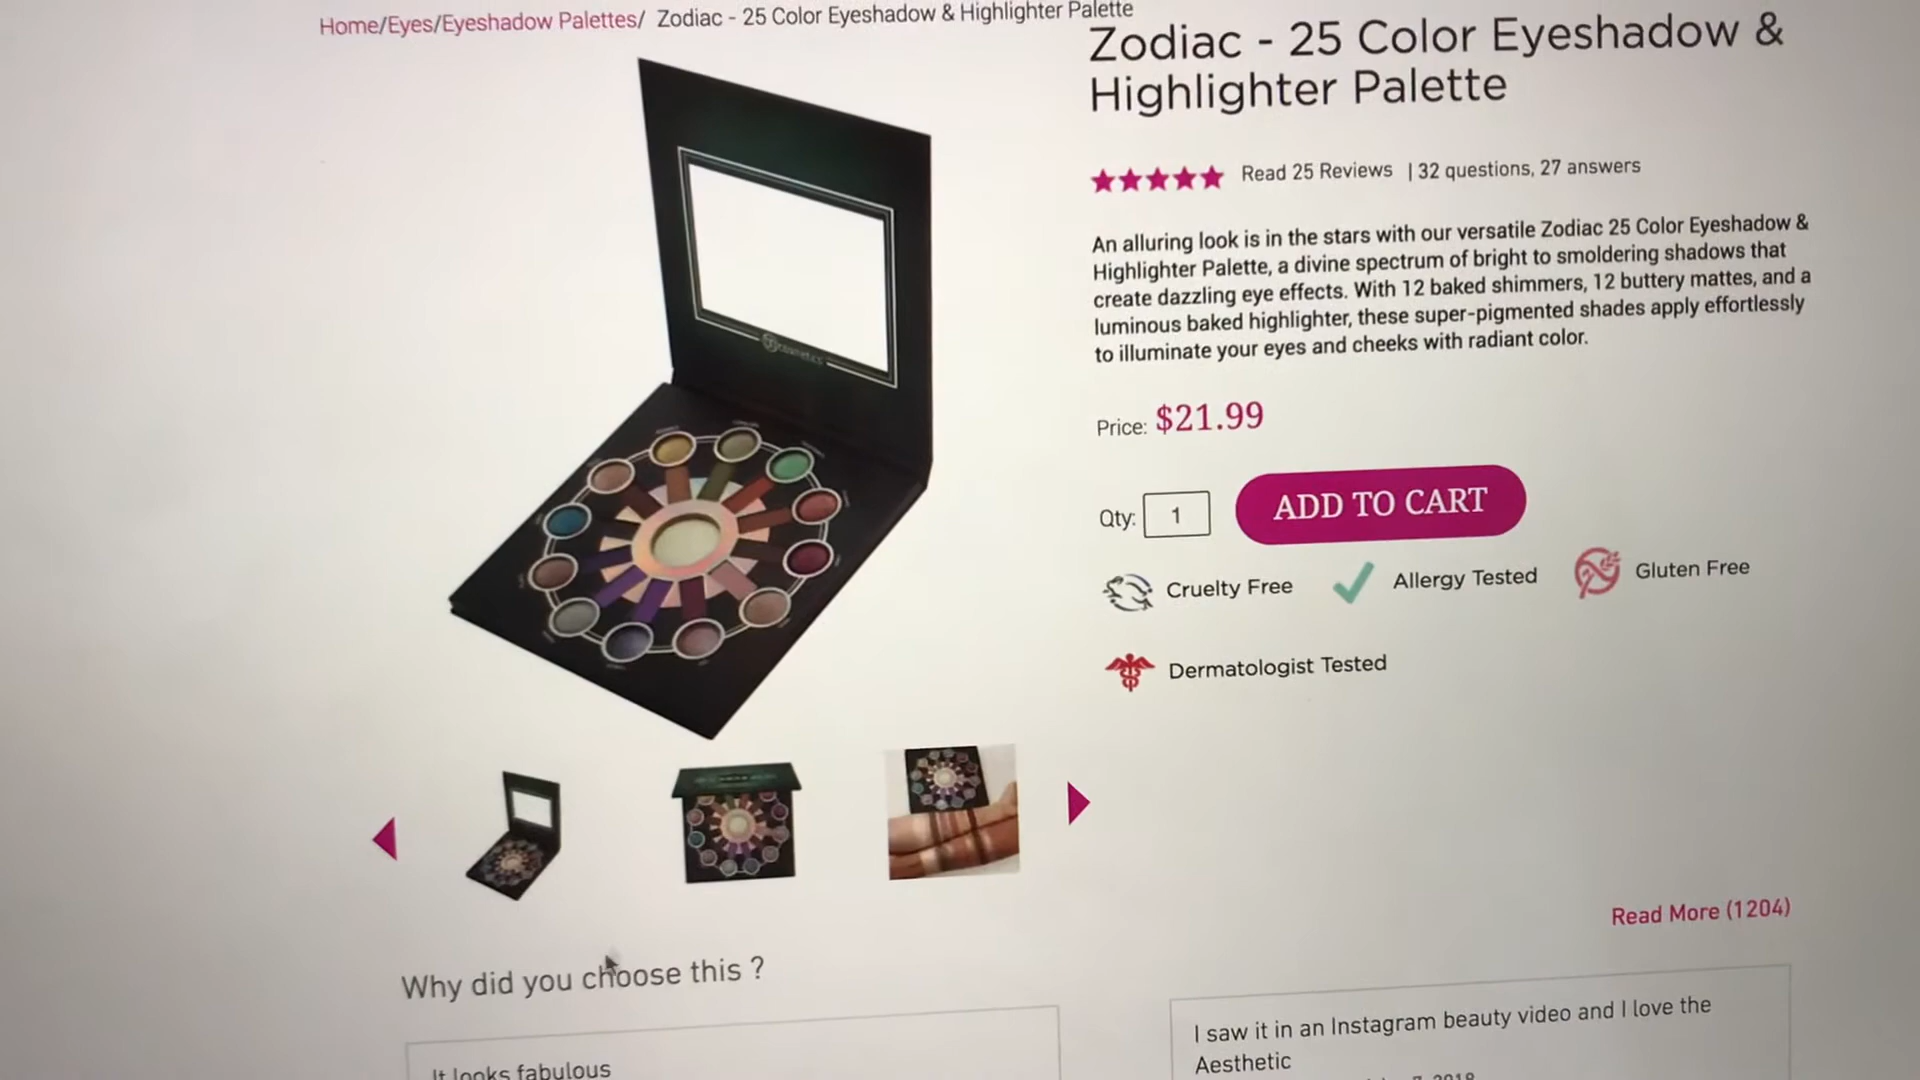 Home/Eyes/Eyeshadow Palettes/ Zodiac - 25 Color Eyeshadow & Highlighter Palette
Zodiac - 25 Color Eyeshadow &
Highlighter Palette
Read 25 Reviews | 32 questions, 27 answers
An alluring look is in the stars with our versatile Zodiac 25 Color Eyeshadow &
Highlighter Palette, a divine spectrum of bright to smoldering shadows that
create dazzling eye effects. With 12 baked shimmers, 12 buttery mattes, and a
luminous baked highlighter, these super-pigmented shades apply effortlessly
to illuminate your eyes and cheeks with radiant color.
Price: $21.99
Qty: 1 ADD TO CART
Cruelty Free Allergy Tested Gluten Free
Dermatologist Tested
cosmetics
Read More (1204)
Why did you choose this ?
It looks fabulous
I saw it in an Instagram beauty video and I love the
Aesthetic
2018